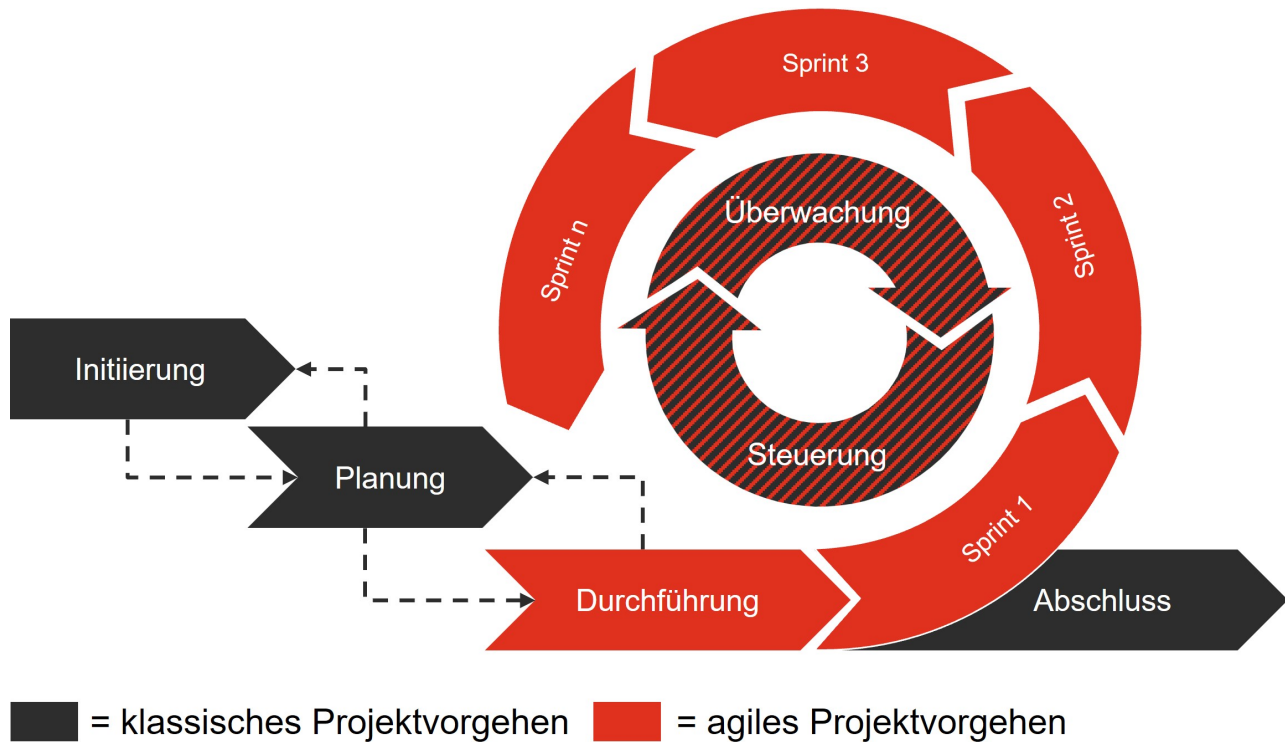 Sprint 3
Überwachung
Sprint 2
Sprint n
Initiierung
Steuerung
Planung
Sprint 1
Durchführung
Abschluss
= klassisches Projektvorgehen
= agiles Projektvorgehen